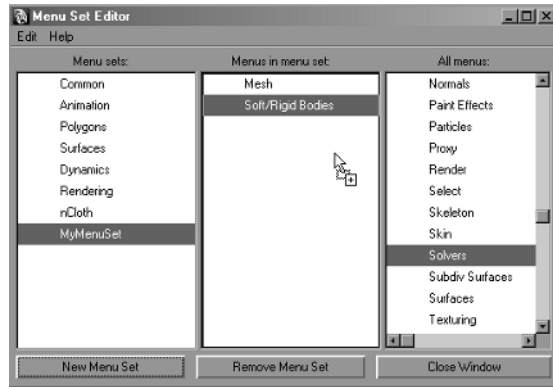 Menu Set Editor
Edit Help
Menu sets:
Common
Animation
Polygons
Surfaces
Dynamics
Rendering
nCloth
MyMenuSet
Menus in menu set:
Mesh
Soft/Rigid Bodies
All menus:
Normals
Paint Effects
Particles
Proxy
Render
Select
Skeleton
Skin
Solvers
Subdiv Surfaces
Surfaces
Texturing
New Menu Set
Remove Menu Set
Close Window